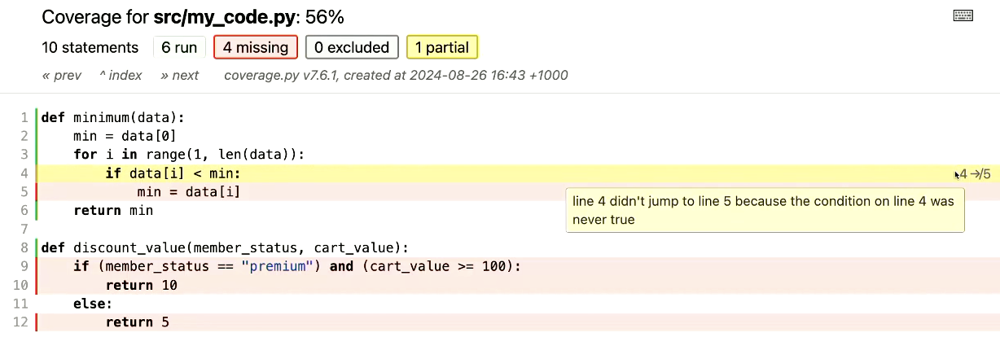 Coverage for src/my_code.py: 56%
10 statements 6 run 4 missing 0 excluded 1 partial
« prev ^ index » next coverage.py v7.6.1, created at 2024-08-26 16:43 +1000
1 def minimum(data):
2     min = data[0]
3     for i in range(1, len(data)):
4         if data[i] < min: 4 ↛ 5
5             min = data[i]
line 4 didn't jump to line 5 because the condition on line 4 was
never true
6     return min
7
8 def discount_value(member_status, cart_value):
9     if (member_status == "premium") and (cart_value >= 100):
10         return 10
11     else:
12         return 5